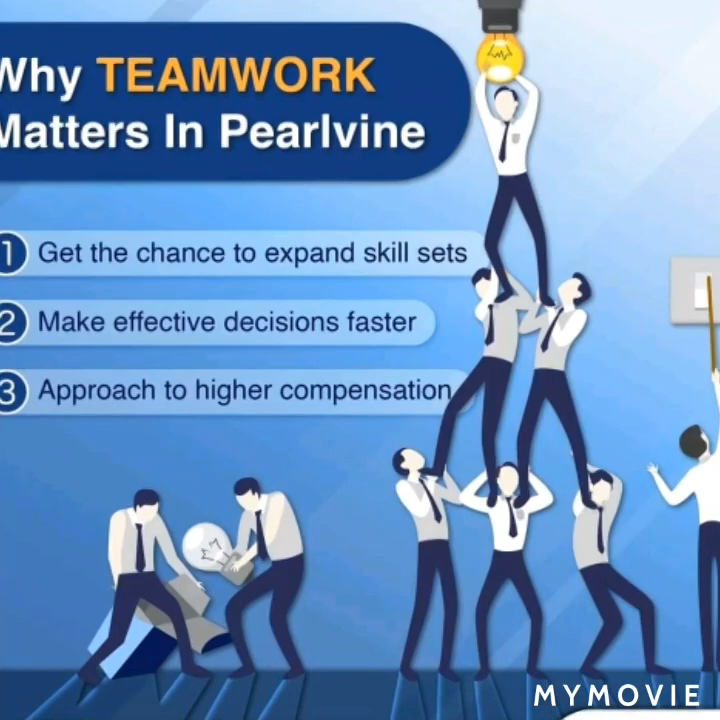 Why TEAMWORK
Matters In Pearlvine
1 Get the chance to expand skill sets
2 Make effective decisions faster
3 Approach to higher compensation
MYMOVIE